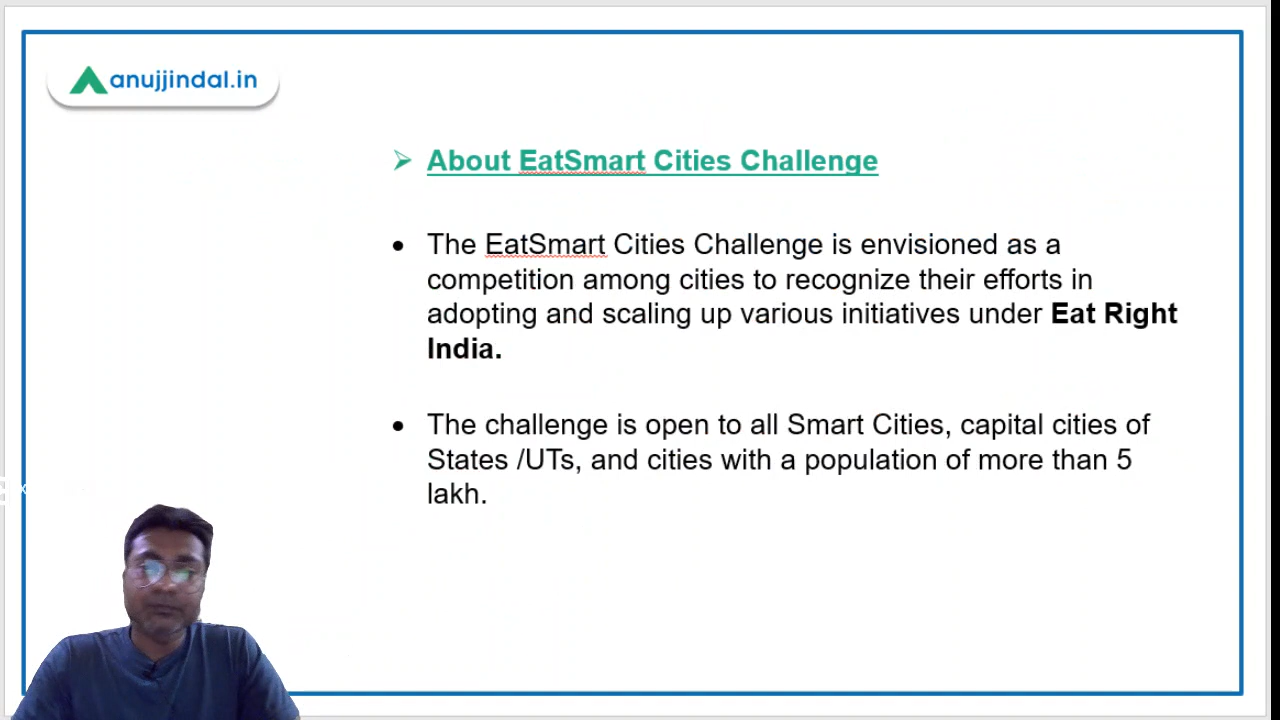 anujjindal.in
➢ About EatSmart Cities Challenge
• The EatSmart Cities Challenge is envisioned as a
competition among cities to recognize their efforts in
adopting and scaling up various initiatives under Eat Right
India.
• The challenge is open to all Smart Cities, capital cities of
States /UTs, and cities with a population of more than 5
lakh.